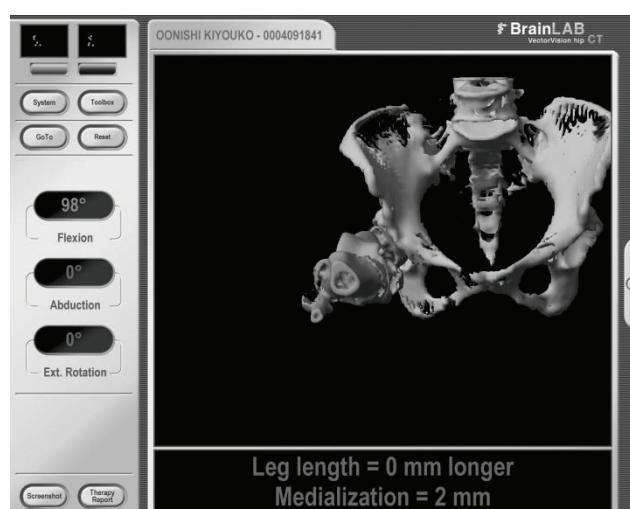 OONISHI KIYOUKO - 0004091841
BrainLAB
VectorVision hip CT
System
Toolbox
GoTo
Reset
98°
Flexion
0°
Abduction
0°
Ext. Rotation
Screenshot
Therapy
Report
Leg length = 0 mm longer
Medialization = 2 mm